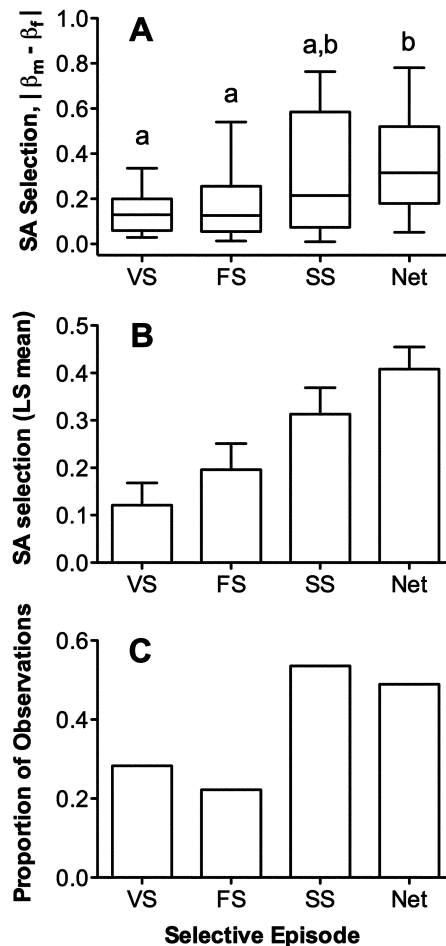 A
SA Selection, | βm - βf |
1.0
0.8
0.6
0.4
0.2
0.0
a
a
a,b
b
VS FS SS Net
B
SA selection (LS mean)
0.5
0.4
0.3
0.2
0.1
0.0
VS FS SS Net
C
Proportion of Observations
0.6
0.4
0.2
0.0
VS FS SS Net
Selective Episode